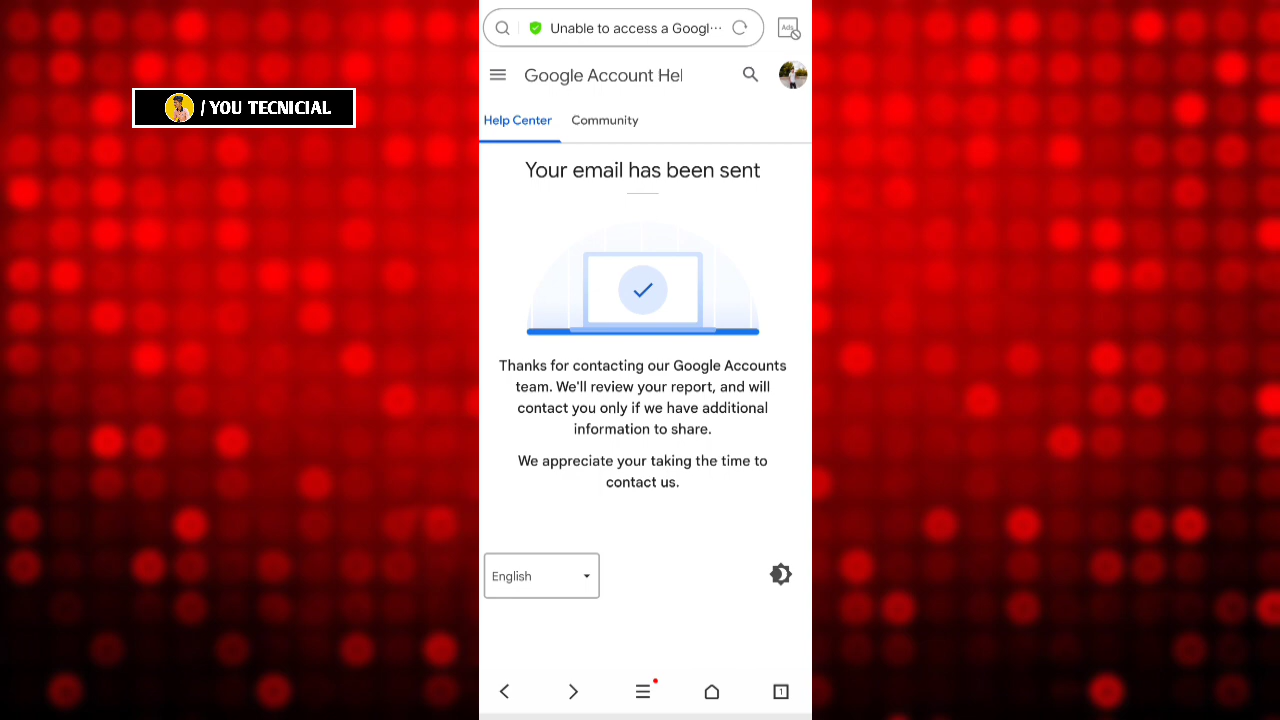 Unable to access a Googl···
Ads
Google Account Hel
/ YOU TECNICIAL
Help Center
Community
Your email has been sent
Thanks for contacting our Google Accounts
team. We'll review your report, and will
contact you only if we have additional
information to share.
We appreciate your taking the time to
contact us.
English
1